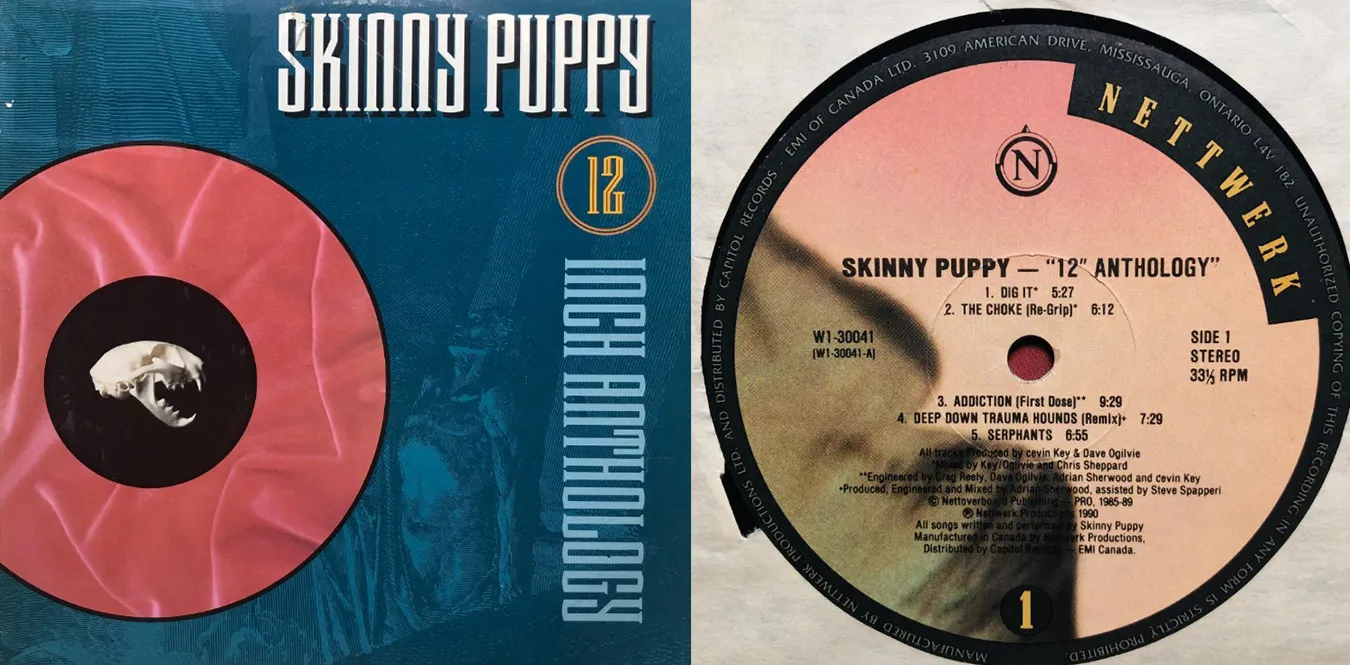 SKINNY PUPPY
12
INCH ANTHOLOGY
MANUFACTURED BY NETTWERK PRODUCTIONS LTD. AND DISTRIBUTED BY CAPITOL RECORDS - EMI OF CANADA LTD. 3109 AMERICAN DRIVE, MISSISSAUGA, ONTARIO L4V 1B2. UNAUTHORIZED COPYING OF THIS RECORDING IN ANY FORM IS STRICTLY PROHIBITED.
NETTWERK
N
SKINNY PUPPY — "12" ANTHOLOGY"
1. DIG IT* 5:27
2. THE CHOKE (Re-Grip)* 6:12
W1-30041
(W1-30041-A)
SIDE 1
STEREO
33⅓ RPM
3. ADDICTION (First Dose)** 9:29
4. DEEP DOWN TRAUMA HOUNDS (Remix)+ 7:29
5. SERPHANTS 6:55
All tracks Produced by cevin Key & Dave Ogilvie
*Mixed by Key/Ogilvie and Chris Sheppard
**Engineered by Greg Reely, Dave Ogilvie, Adrian Sherwood and cevin Key
+Produced, Engineered and Mixed by Adrian Sherwood, assisted by Steve Spapperi
© Nettoverboard Publishing — PRO, 1985-89
℗ Nettwerk Productions 1990
All songs written and performed by Skinny Puppy
Manufactured in Canada by Nettwerk Productions,
Distributed by Capitol Records — EMI Canada.
1